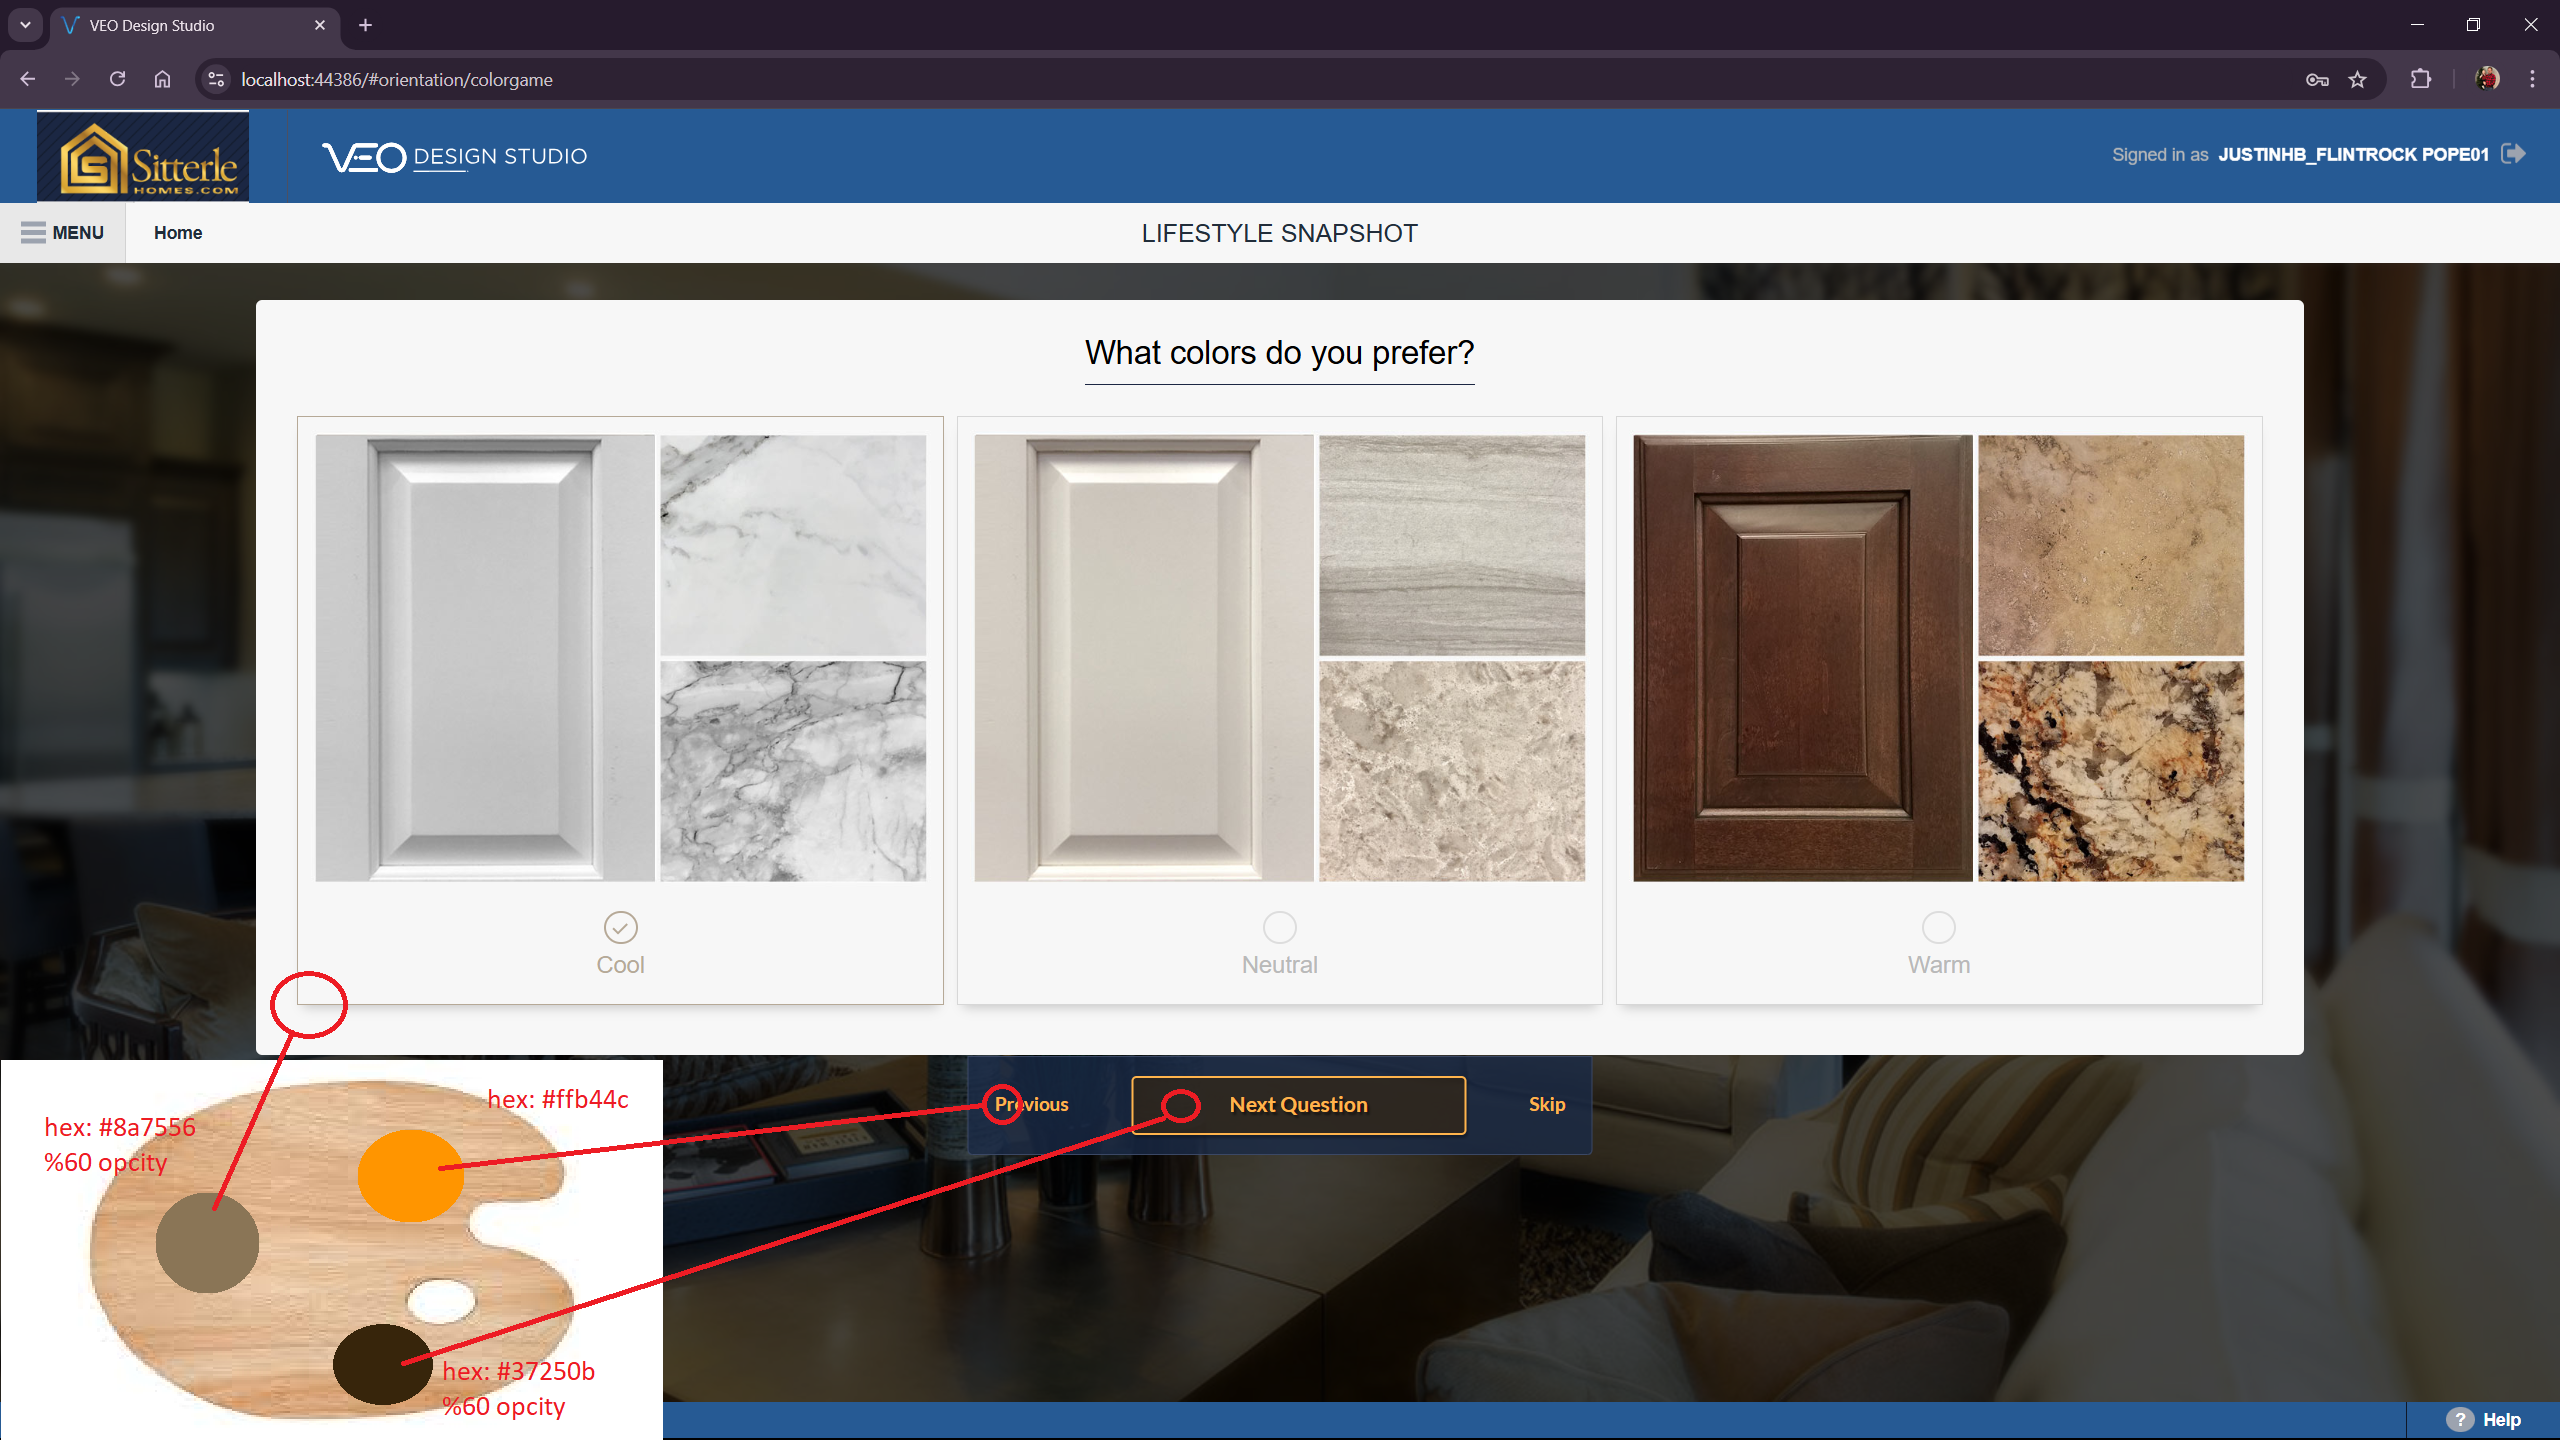 VEO Design Studio
localhost:44386/#orientation/colorgame
Sitterle
HOMES.COM
VEO DESIGN STUDIO
Signed in as JUSTINHB_FLINTROCK POPE01
MENU
Home
LIFESTYLE SNAPSHOT
What colors do you prefer?
Cool
Neutral
Warm
Previous
Next Question
Skip
hex: #ffb44c
hex: #8a7556
%60 opcity
hex: #37250b
%60 opcity
? Help